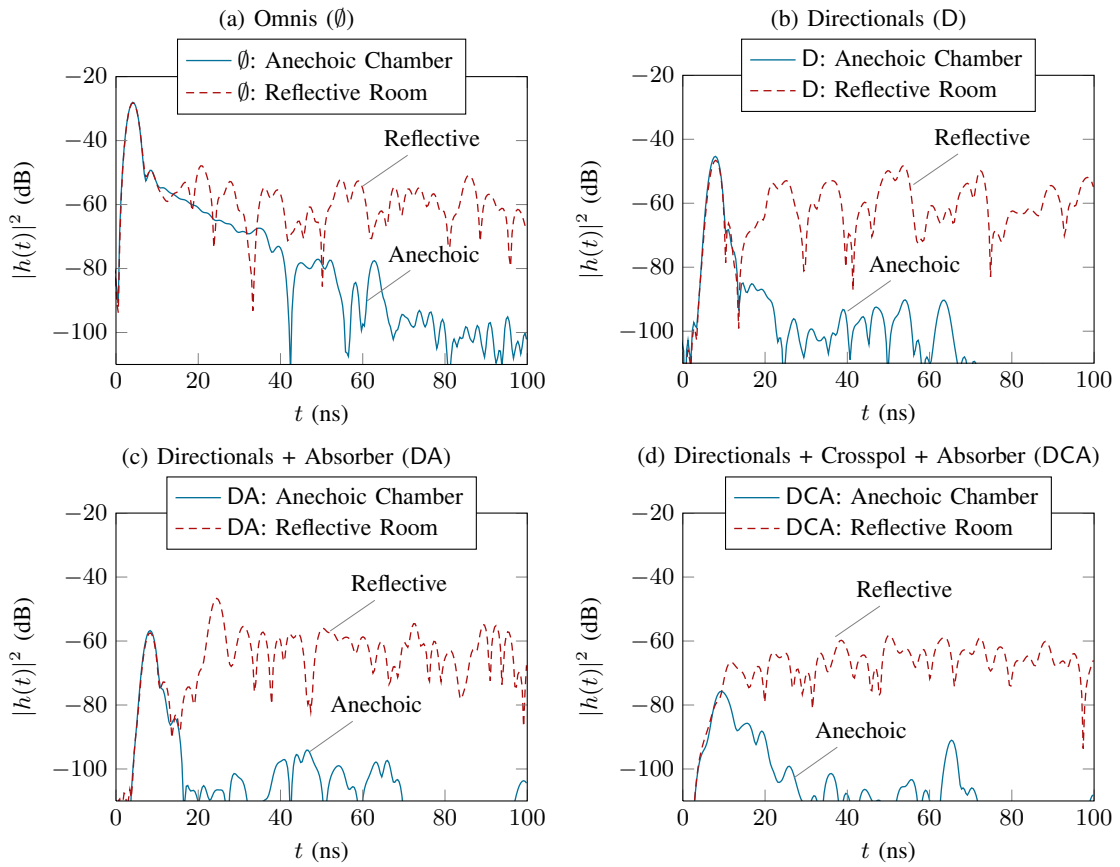 (a) Omnis (∅)
∅: Anechoic Chamber
∅: Reflective Room
−20
−40
−60
−80
−100
|h(t)|² (dB)
Reflective
Anechoic
0 20 40 60 80 100
t (ns)
(b) Directionals (D)
D: Anechoic Chamber
D: Reflective Room
−20
−40
−60
−80
−100
|h(t)|² (dB)
Reflective
Anechoic
0 20 40 60 80 100
t (ns)
(c) Directionals + Absorber (DA)
DA: Anechoic Chamber
DA: Reflective Room
−20
−40
−60
−80
−100
|h(t)|² (dB)
Reflective
Anechoic
0 20 40 60 80 100
t (ns)
(d) Directionals + Crosspol + Absorber (DCA)
DCA: Anechoic Chamber
DCA: Reflective Room
−20
−40
−60
−80
−100
|h(t)|² (dB)
Reflective
Anechoic
0 20 40 60 80 100
t (ns)